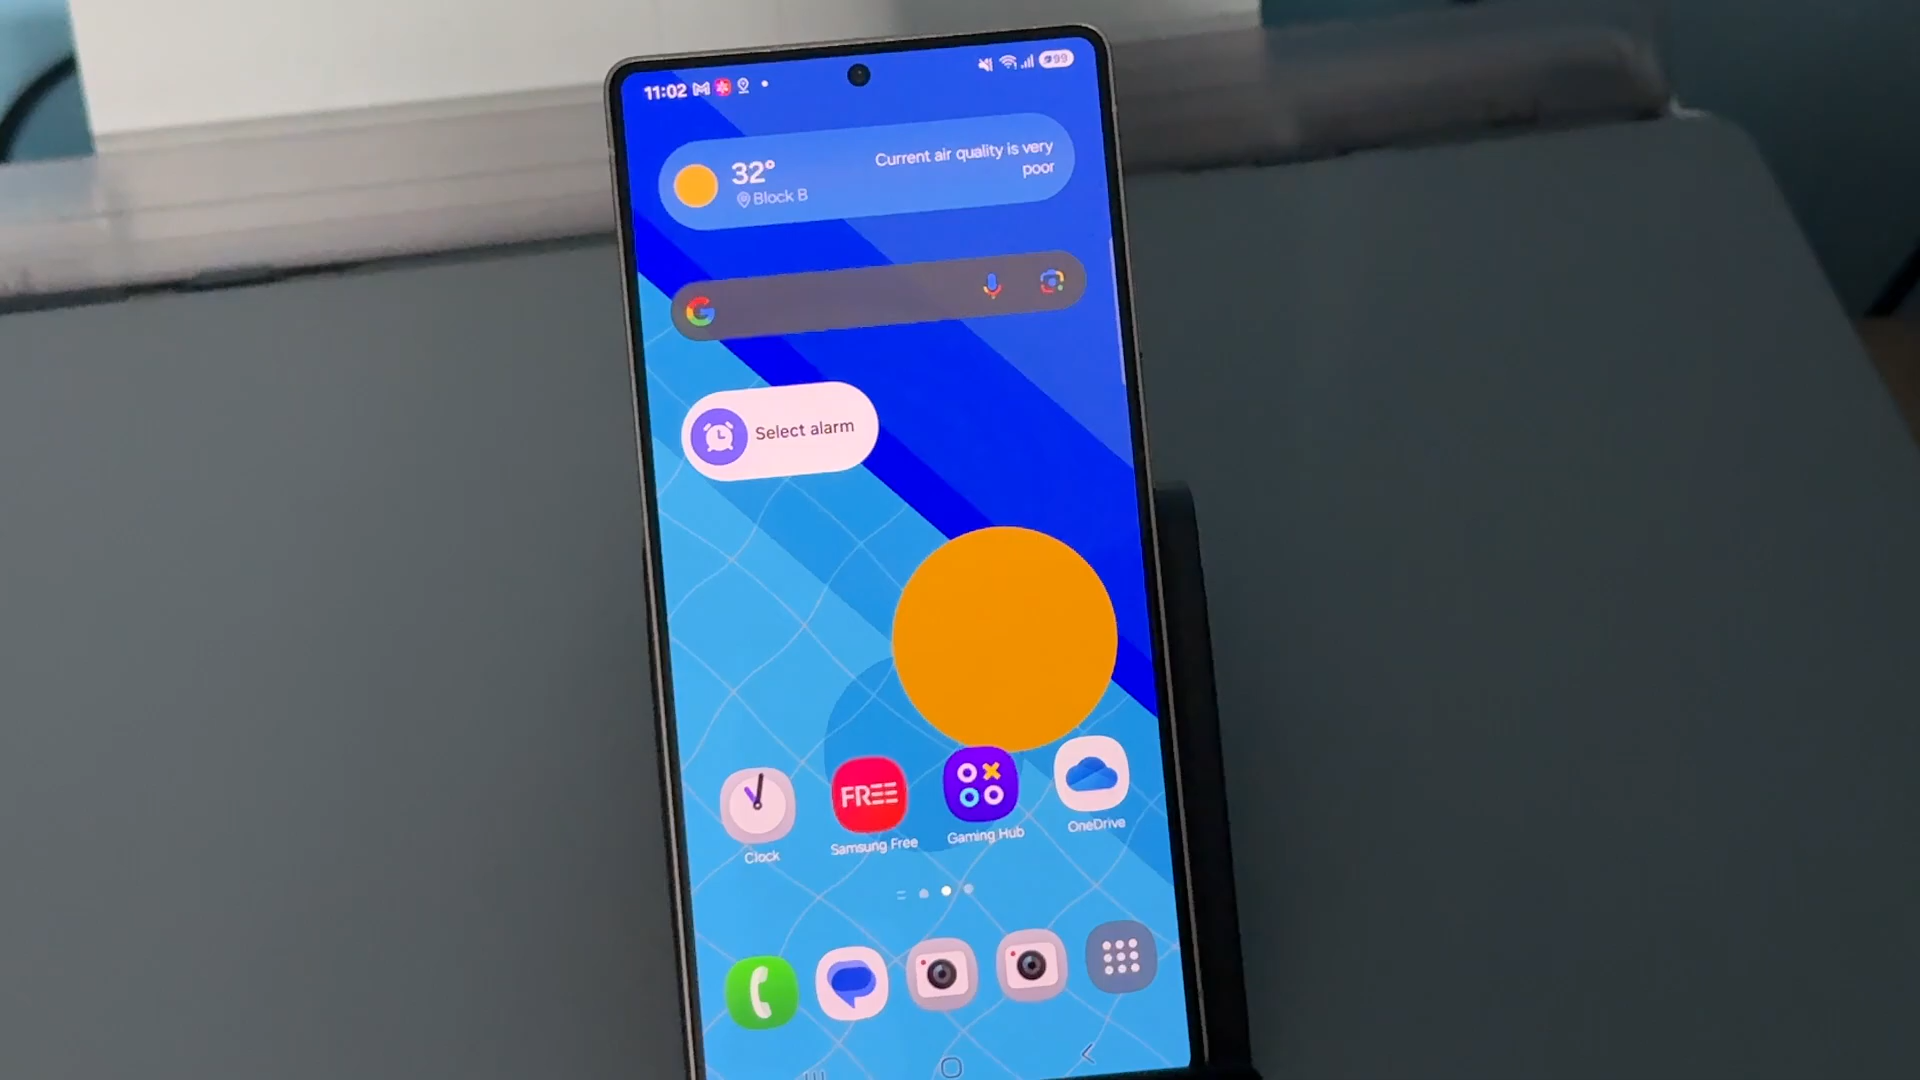 11:02
99
32°
Block B
Current air quality is very
poor
Select alarm
FREE
Clock
Samsung Free
Gaming Hub
OneDrive